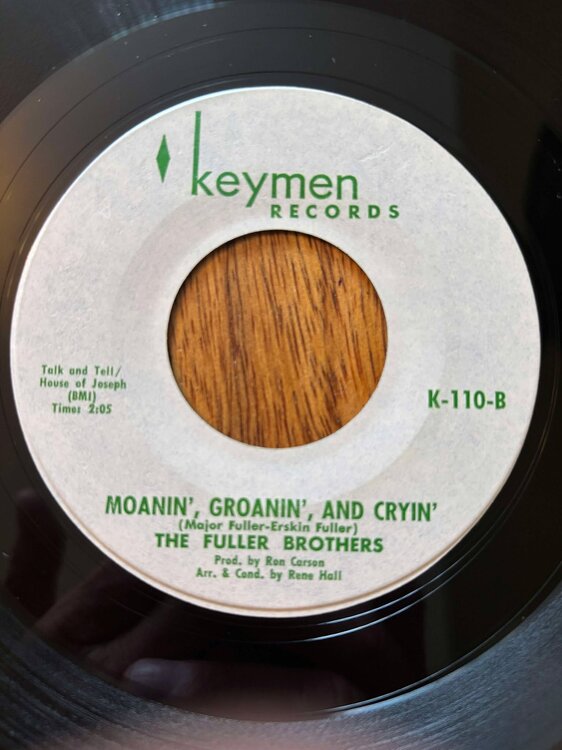 keymen
RECORDS
Talk and Tell/
House of Joseph
(BMI)
Time: 2:05
K-110-B
MOANIN', GROANIN', AND CRYIN'
(Major Fuller-Erskin Fuller)
THE FULLER BROTHERS
Prod. by Ron Carson
Arr. & Cond. by Rene Hall